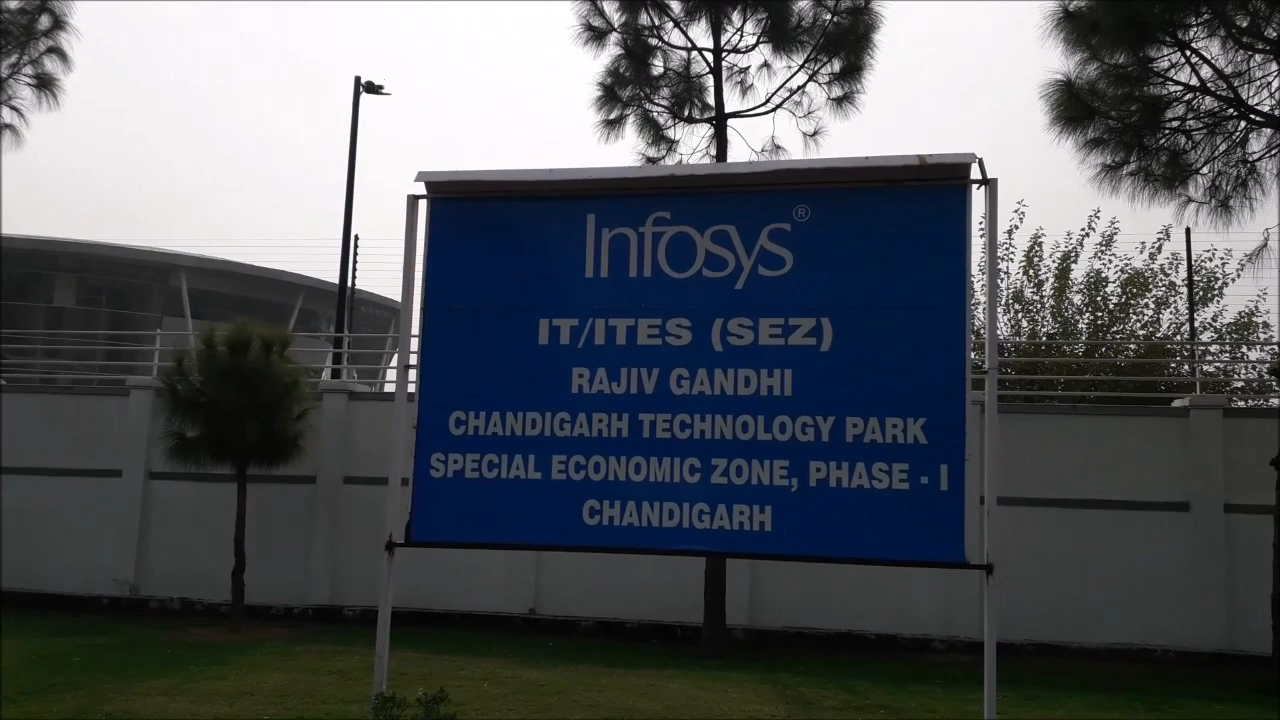 Infosys®
IT/ITES (SEZ)
RAJIV GANDHI
CHANDIGARH TECHNOLOGY PARK
SPECIAL ECONOMIC ZONE, PHASE - I
CHANDIGARH